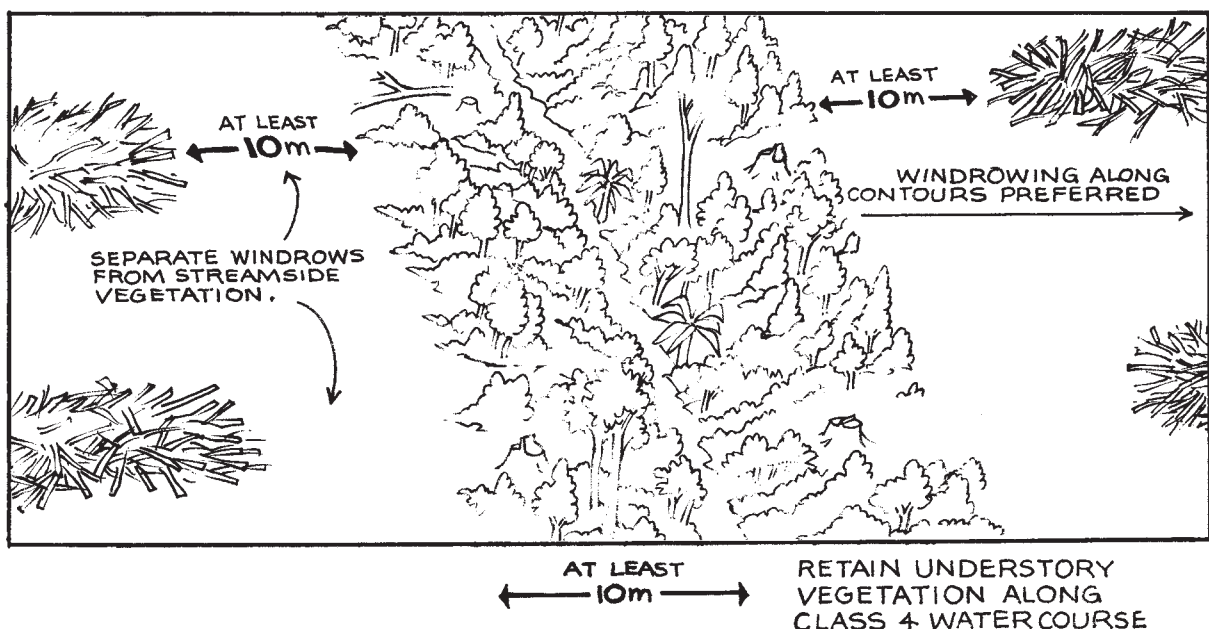 AT LEAST
10m
AT LEAST
10m
WINDROWING ALONG
CONTOURS PREFERRED
SEPARATE WINDROWS
FROM STREAMSIDE
VEGETATION.
AT LEAST
10m
RETAIN UNDERSTORY
VEGETATION ALONG
CLASS 4 WATERCOURSE